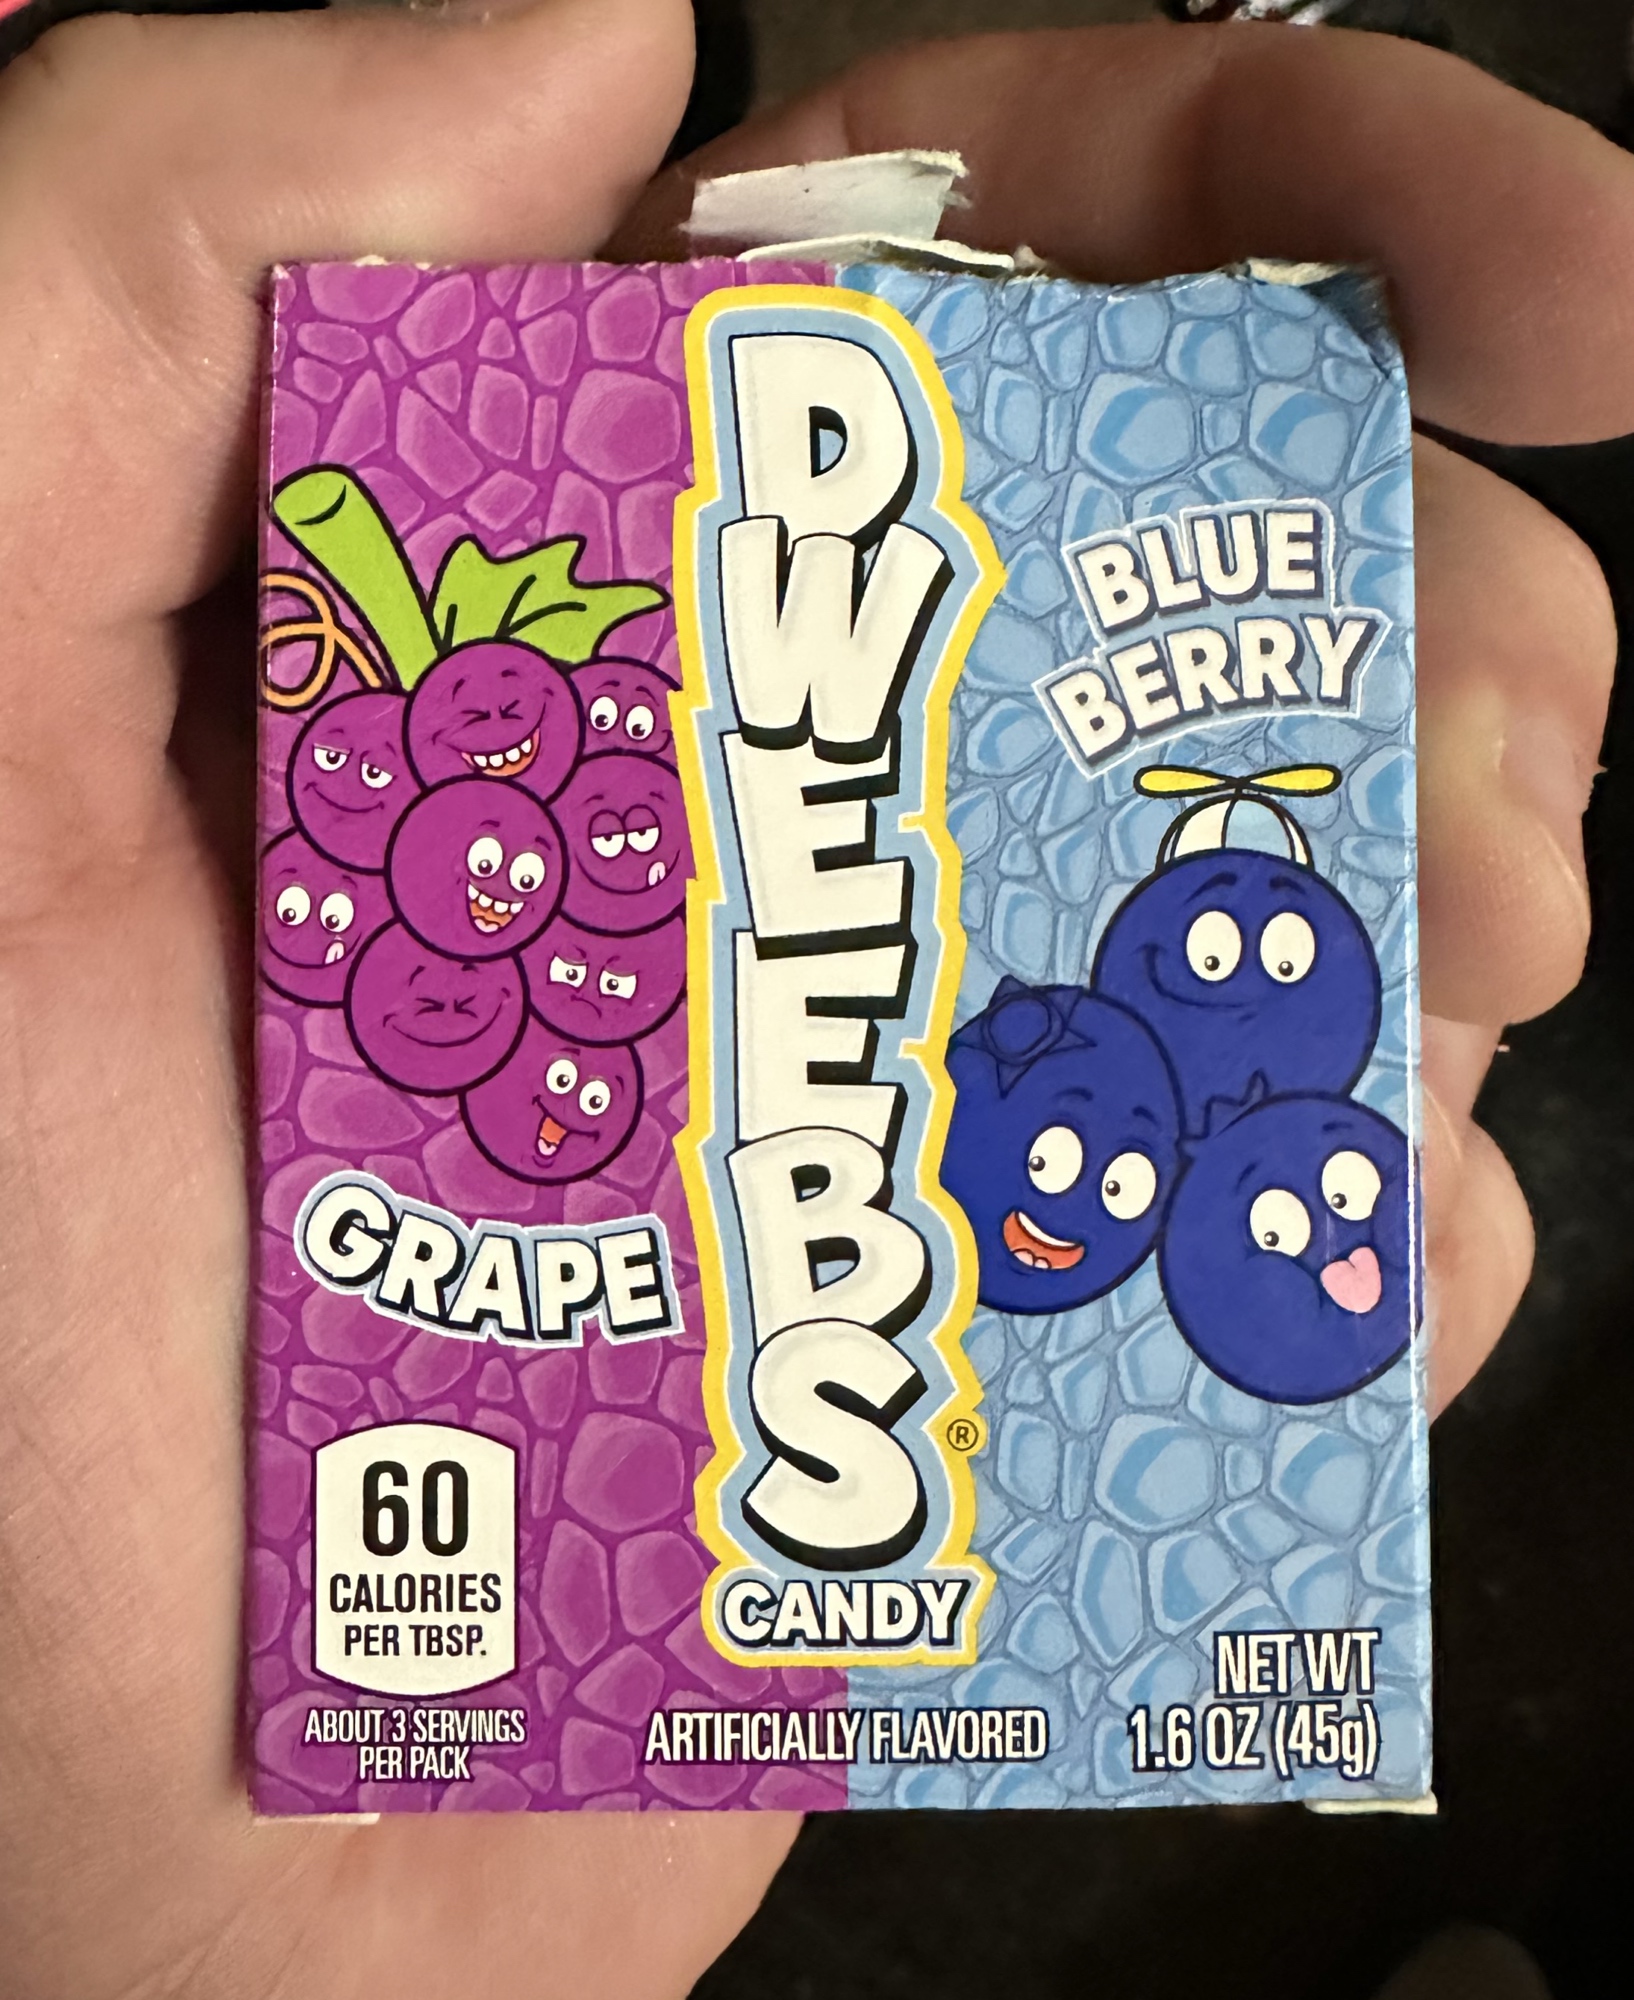 DWEEBS®
CANDY
GRAPE
BLUE
BERRY
60
CALORIES
PER TBSP.
ABOUT 3 SERVINGS
PER PACK
ARTIFICIALLY FLAVORED
NET WT
1.6 OZ (45g)